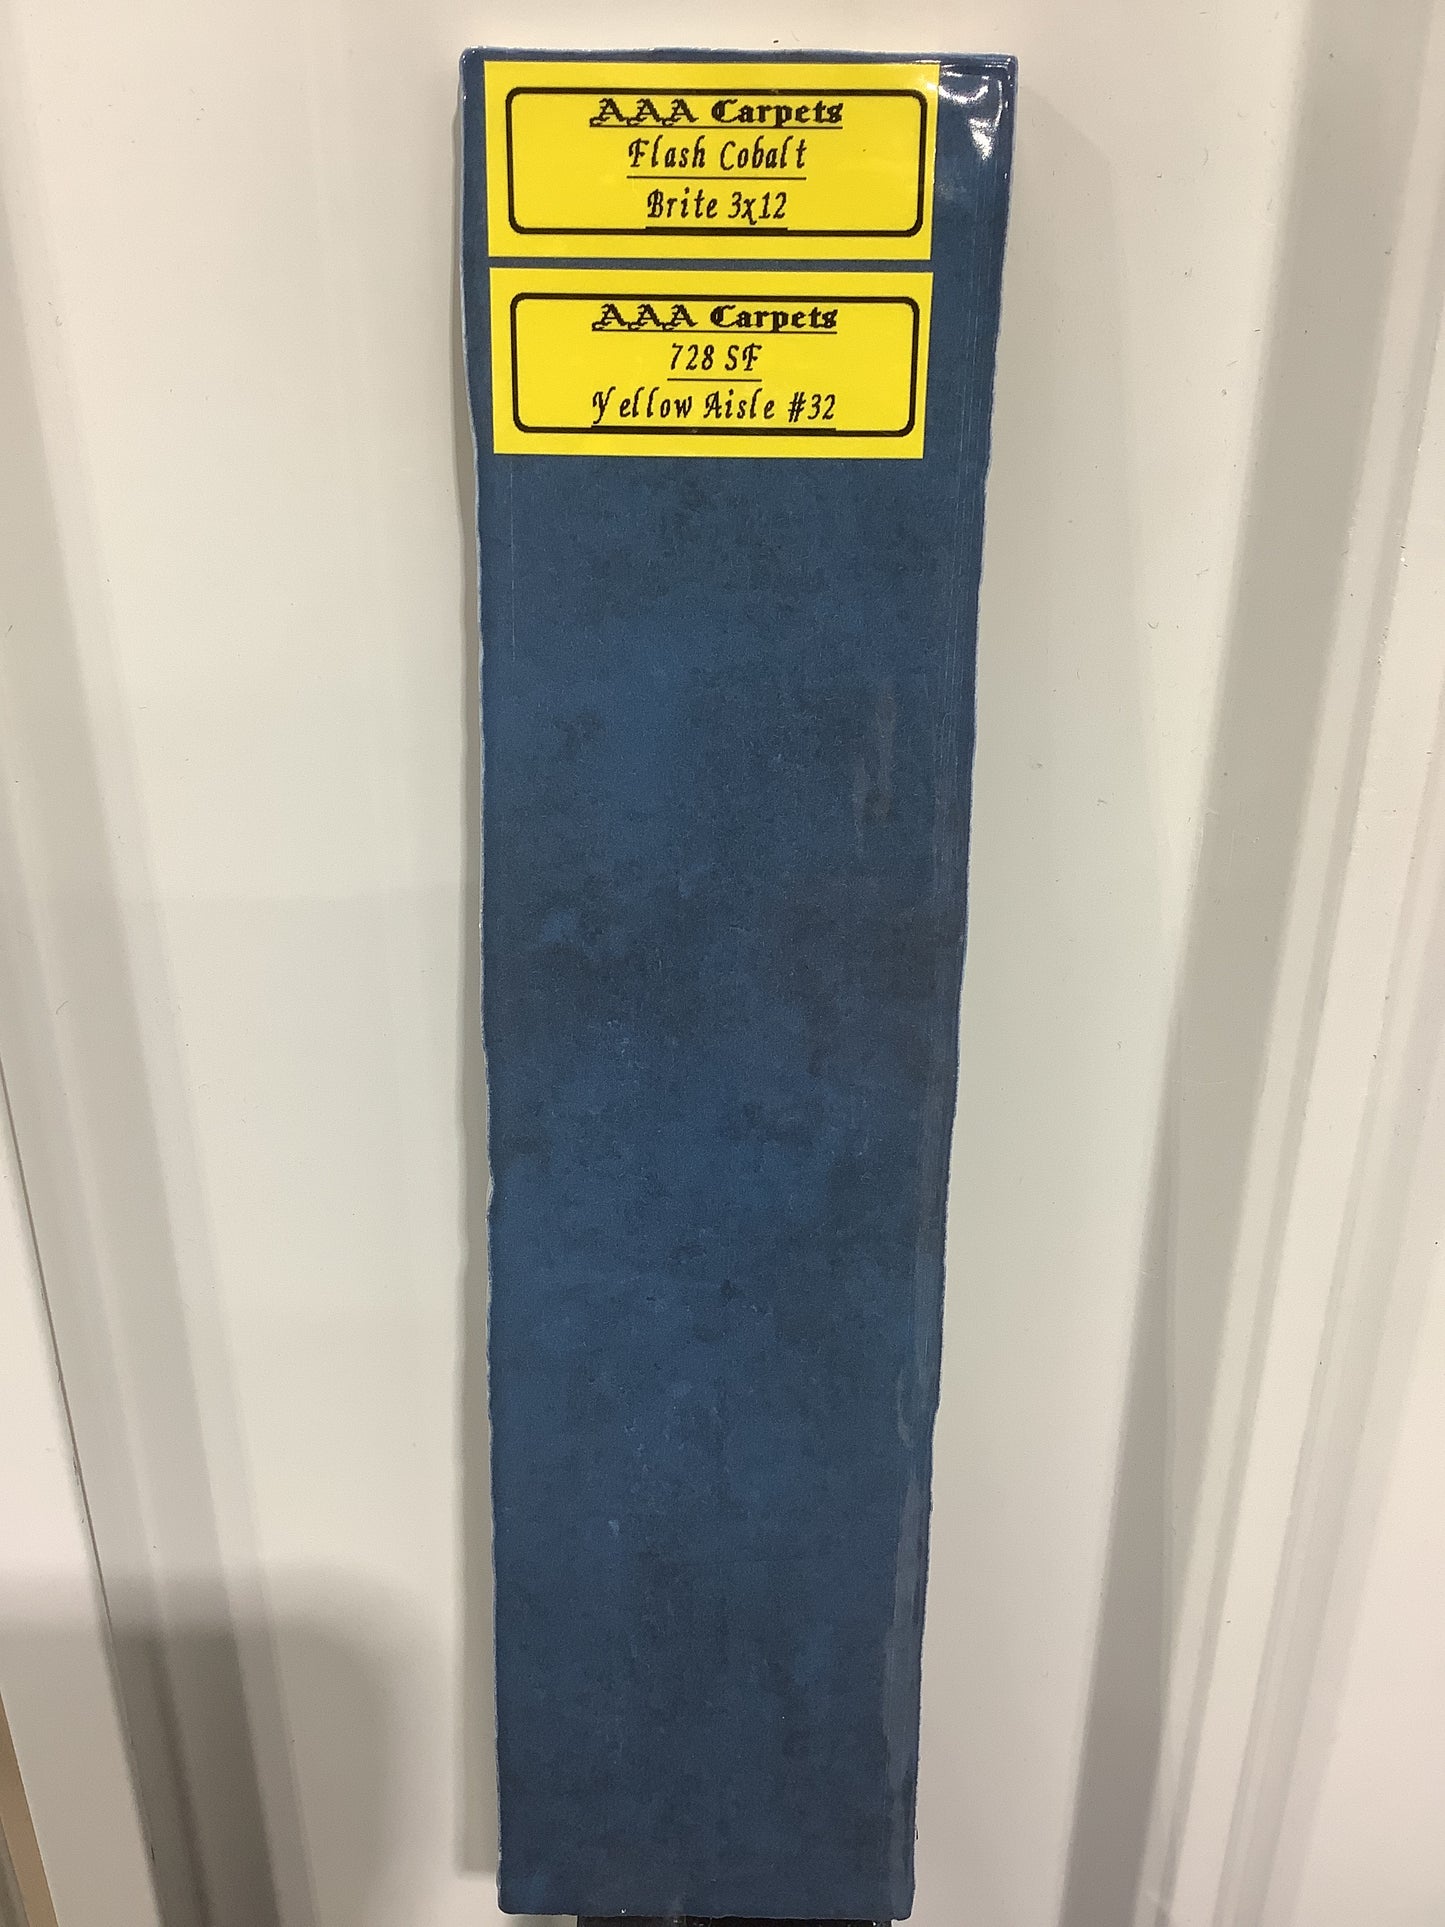 AAA Carpets
Flash Cobalt
Brite 3x12
AAA Carpets
728 SF
Yellow Aisle #32